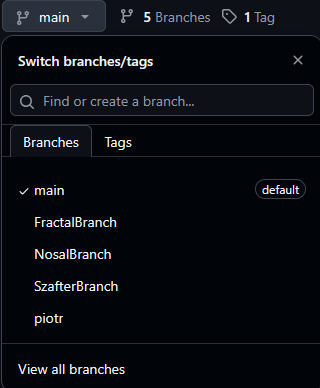 main 5 Branches 1 Tag
Switch branches/tags
Find or create a branch...
Branches Tags
main default
FractalBranch
NosalBranch
SzafterBranch
piotr
View all branches